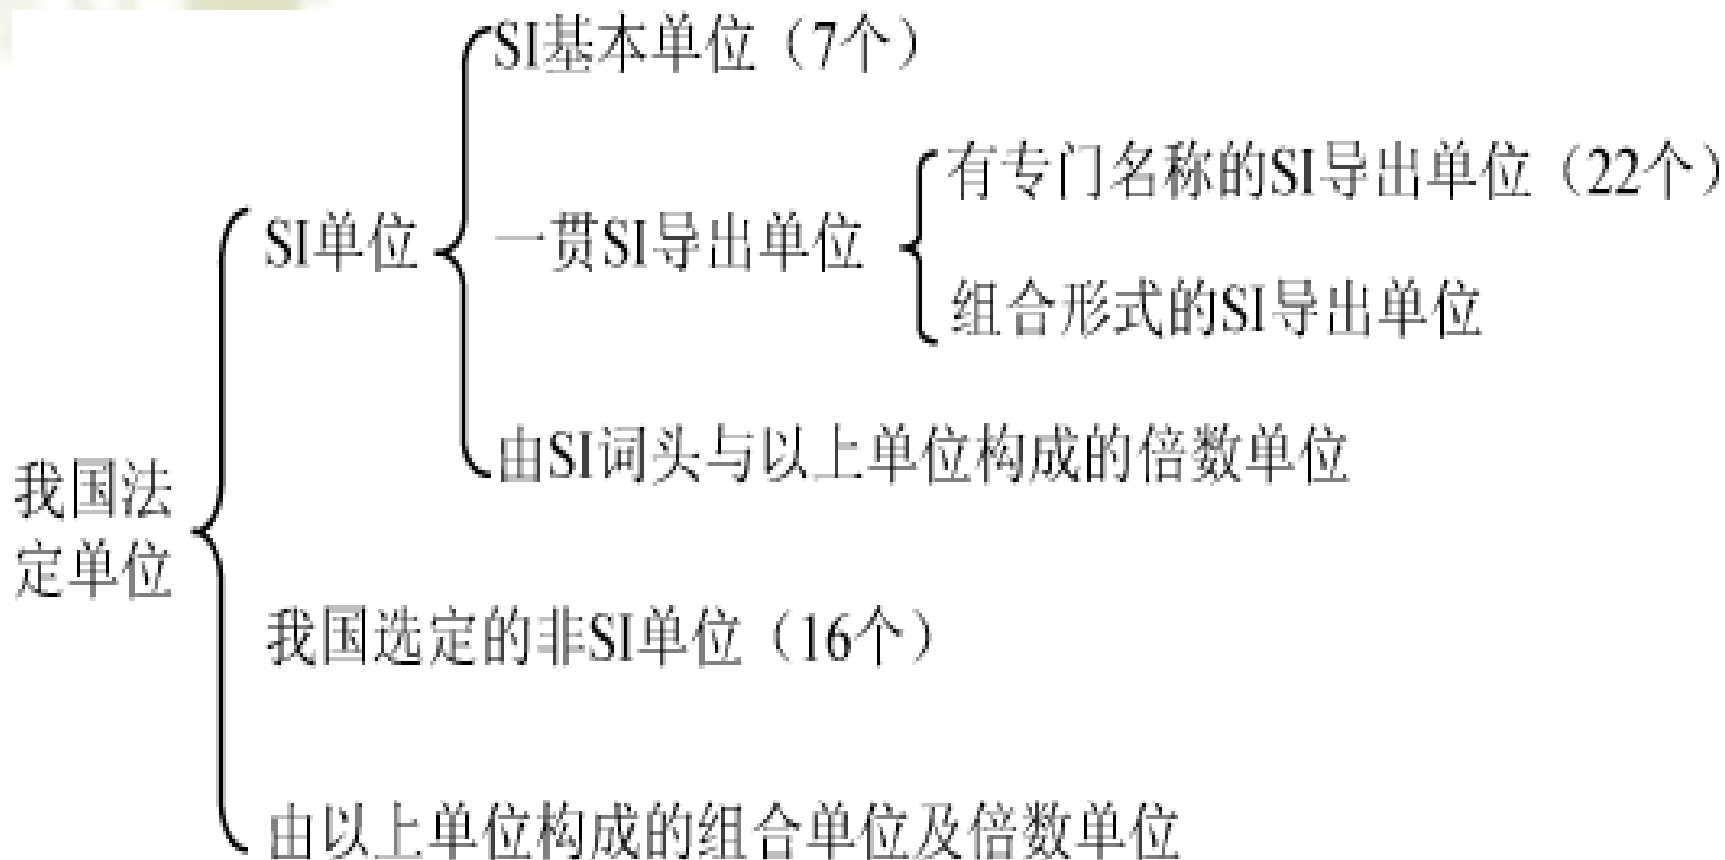 SI基本单位（7个）
有专门名称的SI导出单位（22个）
SI单位
一贯SI导出单位
组合形式的SI导出单位
由SI词头与以上单位构成的倍数单位
我国法
定单位
我国选定的非SI单位（16个）
由以上单位构成的组合单位及倍数单位